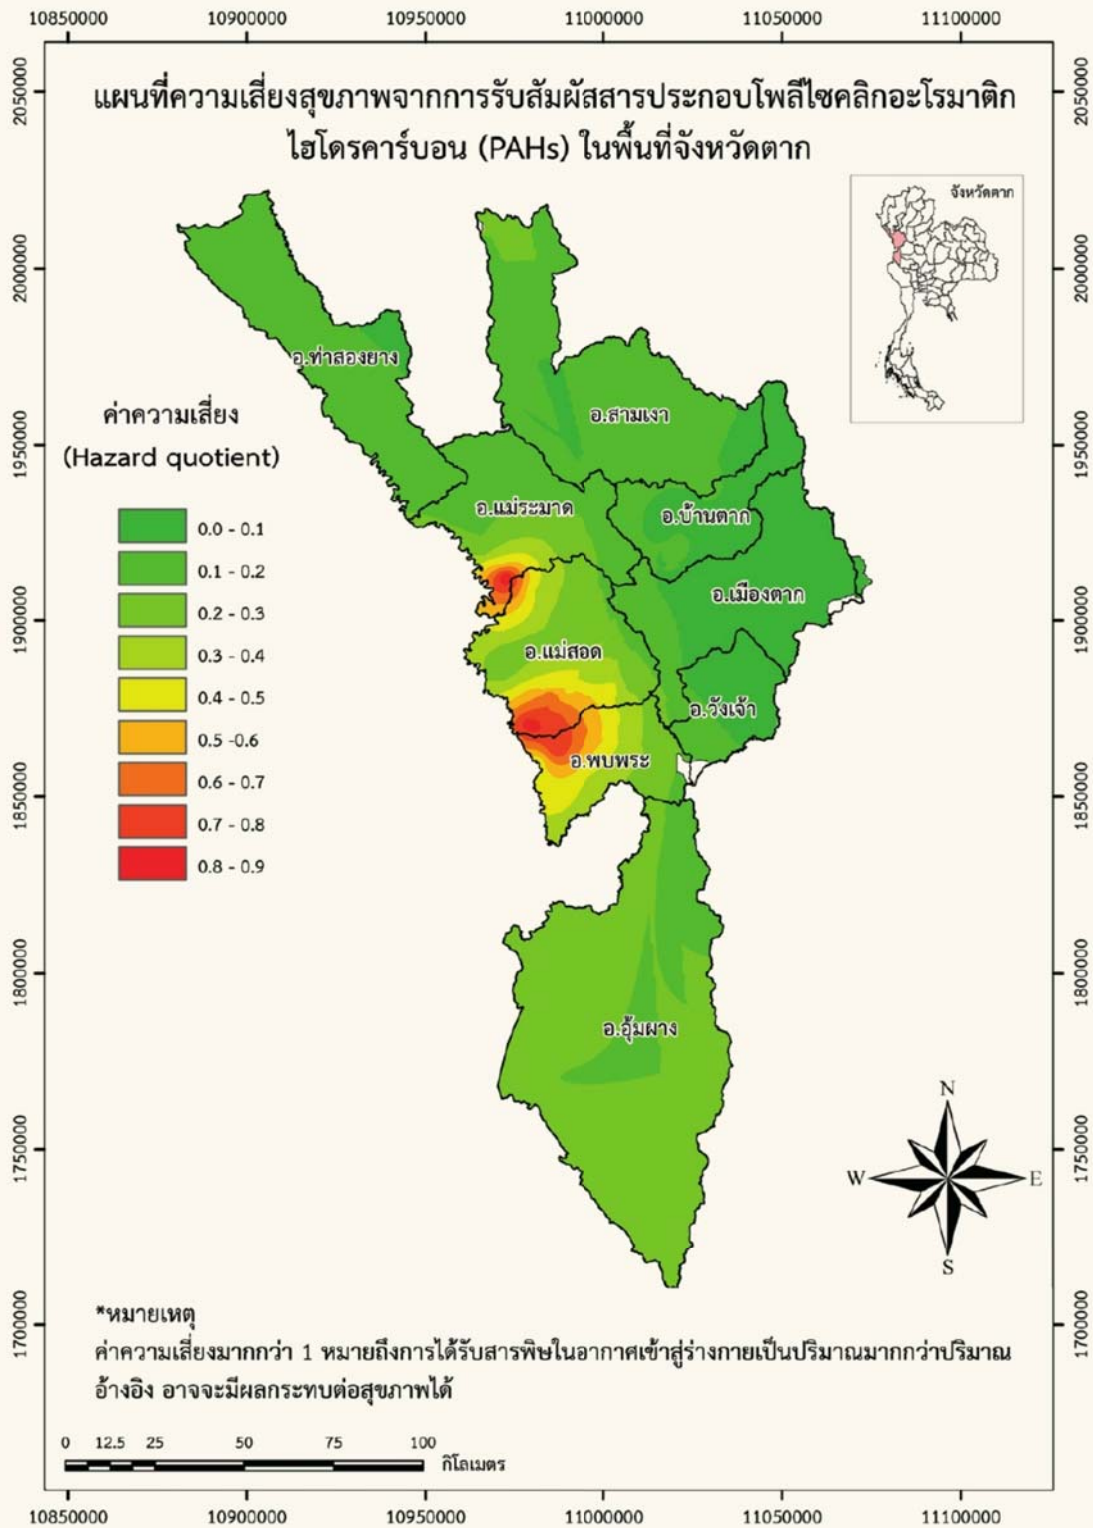 10850000 10900000 10950000 11000000 11050000 11100000
แผนที่ความเสี่ยงสุขภาพจากการรับสัมผัสสารประกอบโพลีไซคลิกอะโรมาติก
ไฮโดรคาร์บอน (PAHs) ในพื้นที่จังหวัดตาก
จังหวัดตาก
2050000 2050000
2000000 2000000
1950000 1950000
1900000 1900000
1850000 1850000
1800000 1800000
1750000 1750000
1700000 1700000
อ.ท่าสองยาง
อ.สามเงา
อ.แม่ระมาด
อ.บ้านตาก
อ.เมืองตาก
อ.แม่สอด
อ.วังเจ้า
อ.พบพระ
อ.อุ้มผาง
ค่าความเสี่ยง
(Hazard quotient)
0.0 - 0.1
0.1 - 0.2
0.2 - 0.3
0.3 - 0.4
0.4 - 0.5
0.5 -0.6
0.6 - 0.7
0.7 - 0.8
0.8 - 0.9
N
W E
S
*หมายเหตุ
ค่าความเสี่ยงมากกว่า 1 หมายถึงการได้รับสารพิษในอากาศเข้าสู่ร่างกายเป็นปริมาณมากกว่าปริมาณ
อ้างอิง อาจจะมีผลกระทบต่อสุขภาพได้
0 12.5 25 50 75 100
กิโลเมตร
10850000 10900000 10950000 11000000 11050000 11100000